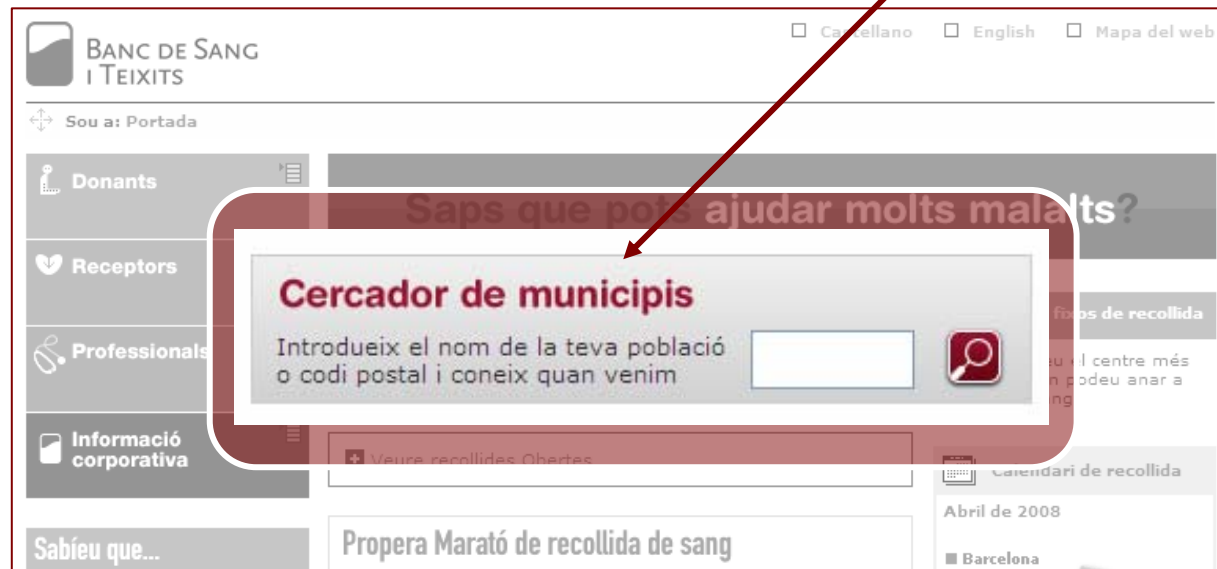 BANC DE SANG
I TEIXITS
Castellano English Mapa del web
Sou a: Portada
Donants
Receptors
Professionals
Informació
corporativa
Sabíeu que...
Saps que pots ajudar molts malalts?
Cercador de municipis
Introdueix el nom de la teva població
o codi postal i coneix quan venim
fixos de recollida
el centre més
podeu anar a
Veure recollides Obertes
Propera Marató de recollida de sang
Calendari de recollida
Abril de 2008
Barcelona